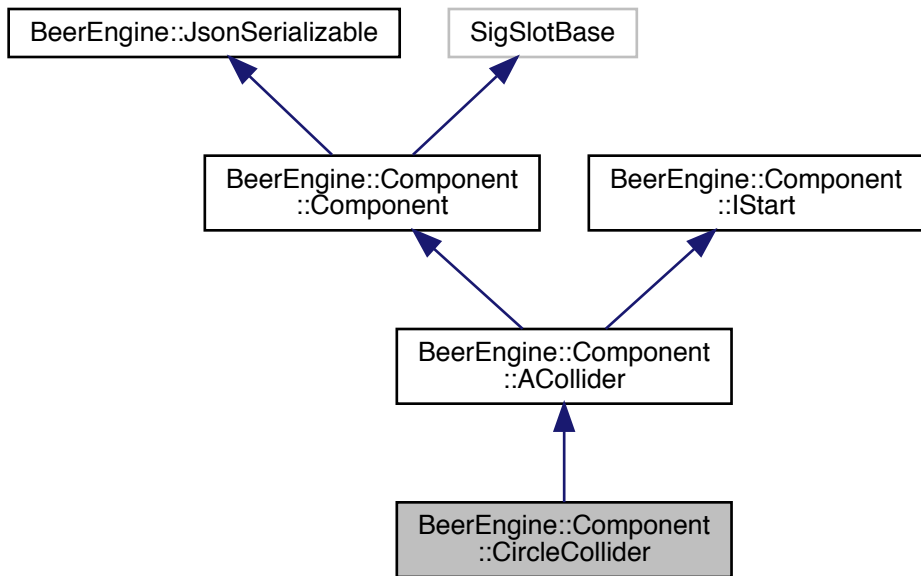 BeerEngine::JsonSerializable
SigSlotBase
BeerEngine::Component
::Component
BeerEngine::Component
::IStart
BeerEngine::Component
::ACollider
BeerEngine::Component
::CircleCollider